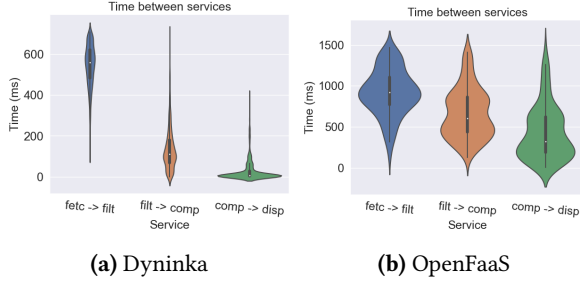 Time between services
Time (ms)
600
400
200
0
fetc -> filt
filt -> comp
comp -> disp
Service
(a) Dyninka
Time between services
Time (ms)
1500
1000
500
0
fetc -> filt
filt -> comp
comp -> disp
Service
(b) OpenFaaS